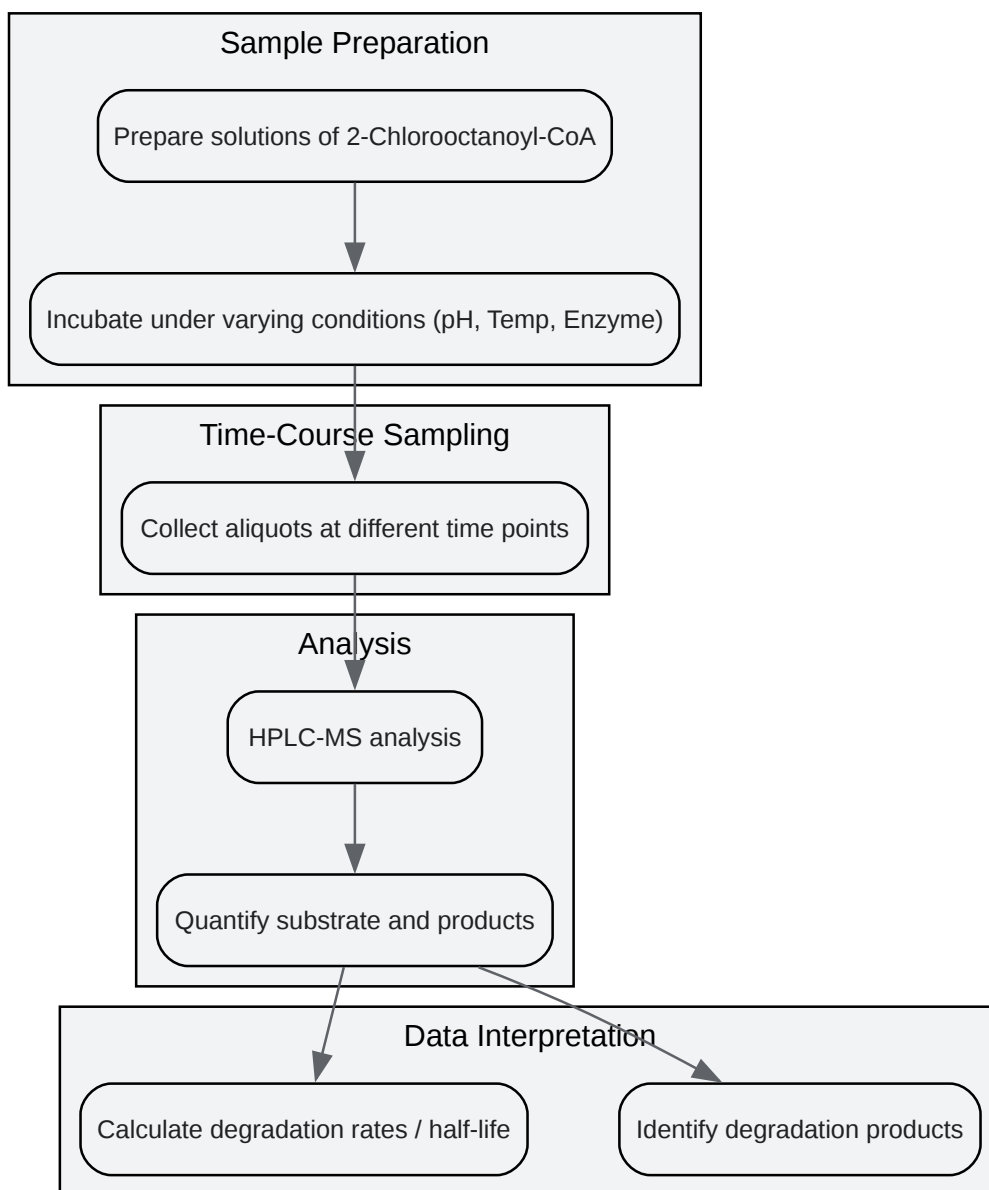 Sample Preparation
Prepare solutions of 2-Chlorooctanoyl-CoA
Incubate under varying conditions (pH, Temp, Enzyme)
Time-Course Sampling
Collect aliquots at different time points
Analysis
HPLC-MS analysis
Quantify substrate and products
Data Interpretation
Calculate degradation rates / half-life
Identify degradation products